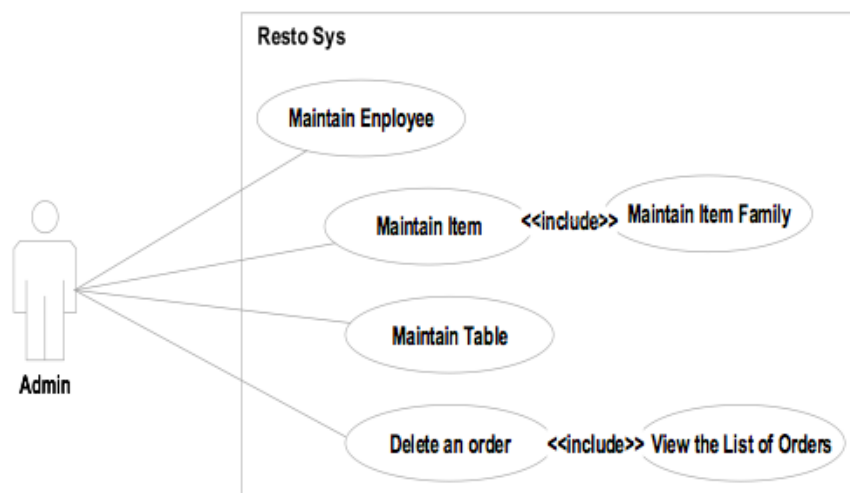 Resto Sys
Maintain Enployee
Maintain Item
<<include>>
Maintain Item Family
Maintain Table
Admin
Delete an order
<<include>>
View the List of Orders